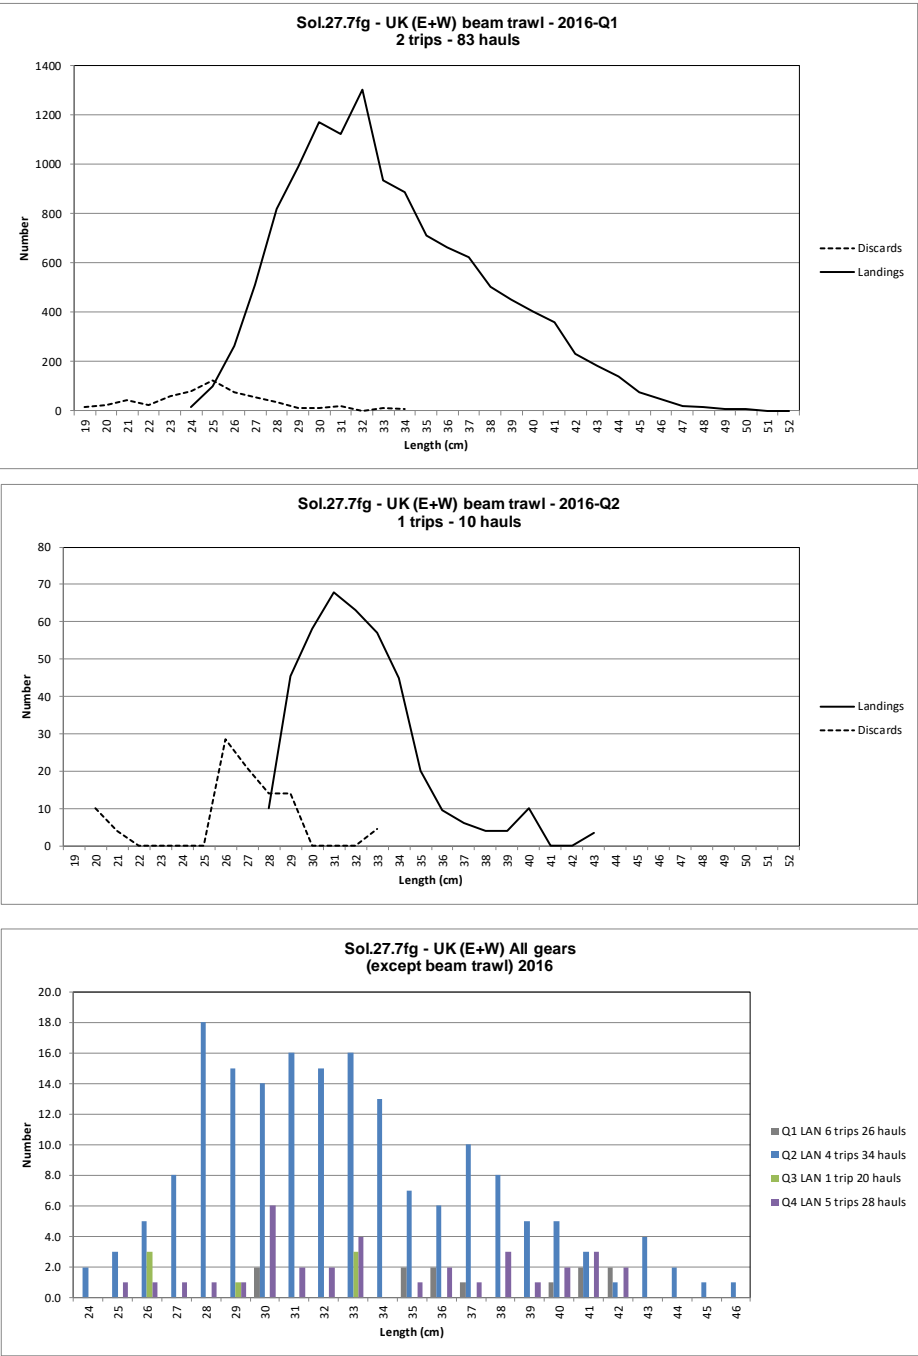 Sol.27.7fg - UK (E+W) beam trawl - 2016-Q1
2 trips - 83 hauls
1400
1200
1000
800
600
400
200
0
Number
19 20 21 22 23 24 25 26 27 28 29 30 31 32 33 34 35 36 37 38 39 40 41 42 43 44 45 46 47 48 49 50 51 52
Length (cm)
Discards
Landings
Sol.27.7fg - UK (E+W) beam trawl - 2016-Q2
1 trips - 10 hauls
80
70
60
50
40
30
20
10
0
Number
19 20 21 22 23 24 25 26 27 28 29 30 31 32 33 34 35 36 37 38 39 40 41 42 43 44 45 46 47 48 49 50 51 52
Length (cm)
Landings
Discards
Sol.27.7fg - UK (E+W) All gears
(except beam trawl) 2016
20.0
18.0
16.0
14.0
12.0
10.0
8.0
6.0
4.0
2.0
0.0
Number
24 25 26 27 28 29 30 31 32 33 34 35 36 37 38 39 40 41 42 43 44 45 46
Length (cm)
Q1 LAN 6 trips 26 hauls
Q2 LAN 4 trips 34 hauls
Q3 LAN 1 trip 20 hauls
Q4 LAN 5 trips 28 hauls